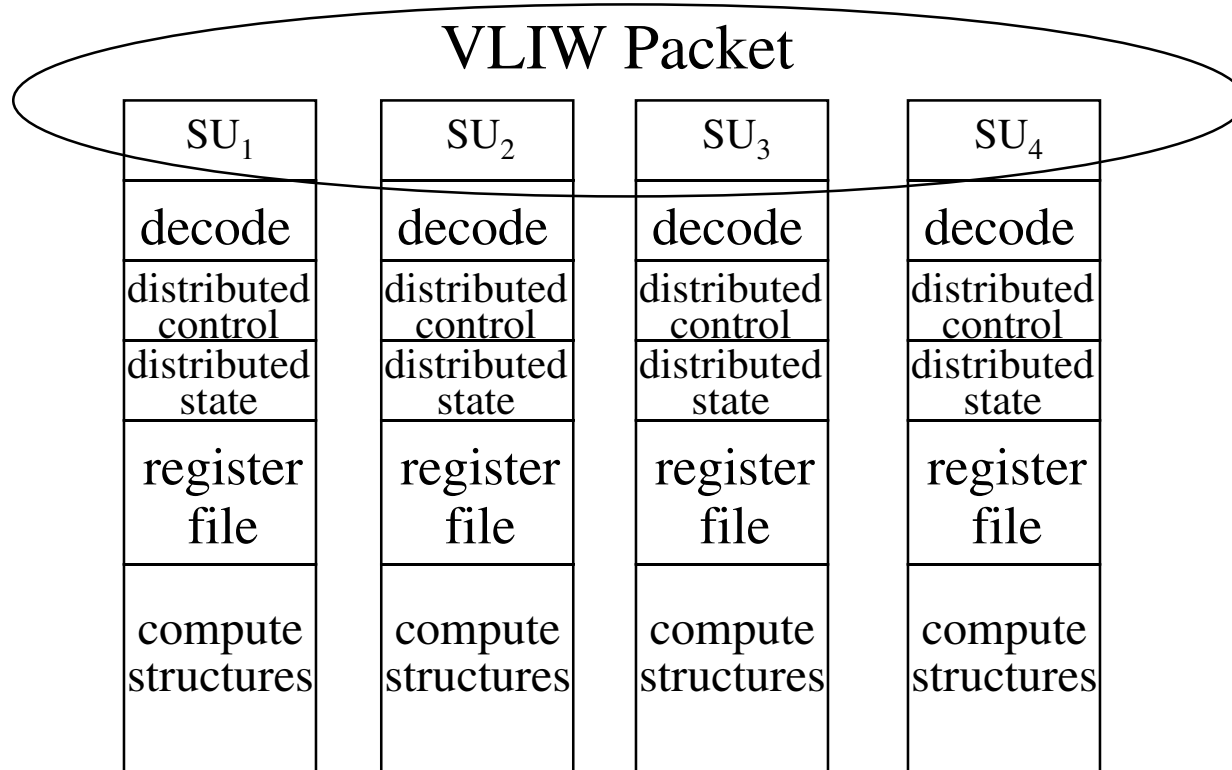 VLIW Packet
SU1 SU2 SU3 SU4
decode decode decode decode
distributed distributed distributed distributed
control control control control
distributed distributed distributed distributed
state state state state
register register register register
file file file file
compute compute compute compute
structures structures structures structures